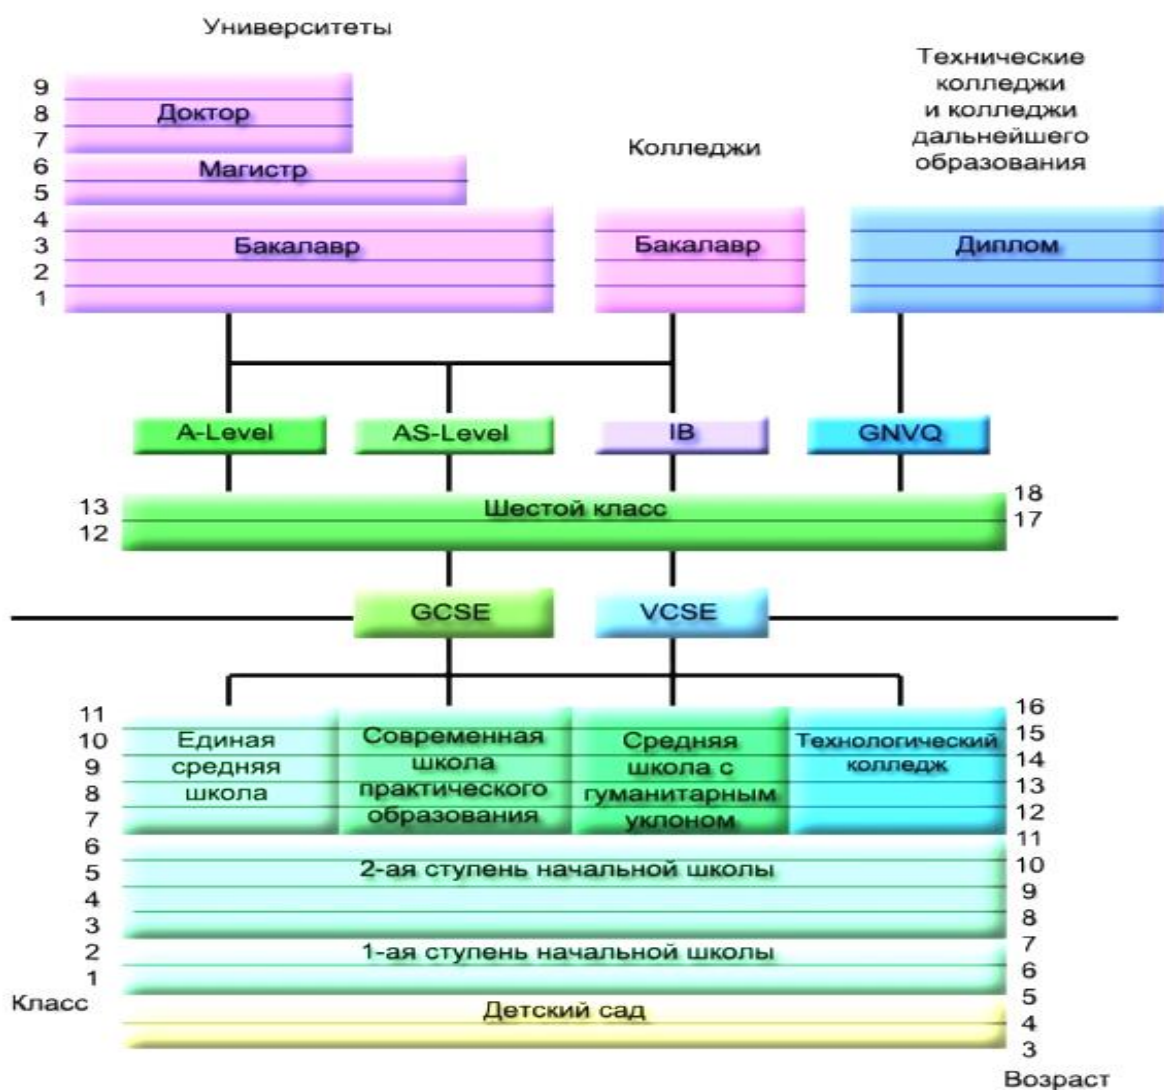 Университеты
Технические
колледжи
и колледжи
дальнейшего
образования
Колледжи
9
8
7
6
5
4
3
2
1
Доктор
Магистр
Бакалавр
Бакалавр
Диплом
A-Level
AS-Level
IB
GNVQ
13
12
Шестой класс
18
17
GCSE
VCSE
11
10
9
8
7
6
5
4
3
2
1
Класс
Единая
средняя
школа
Современная
школа
практического
образования
Средняя
школа с
гуманитарным
уклоном
Технологический
колледж
2-ая ступень начальной школы
1-ая ступень начальной школы
Детский сад
16
15
14
13
12
11
10
9
8
7
6
5
4
3
Возраст